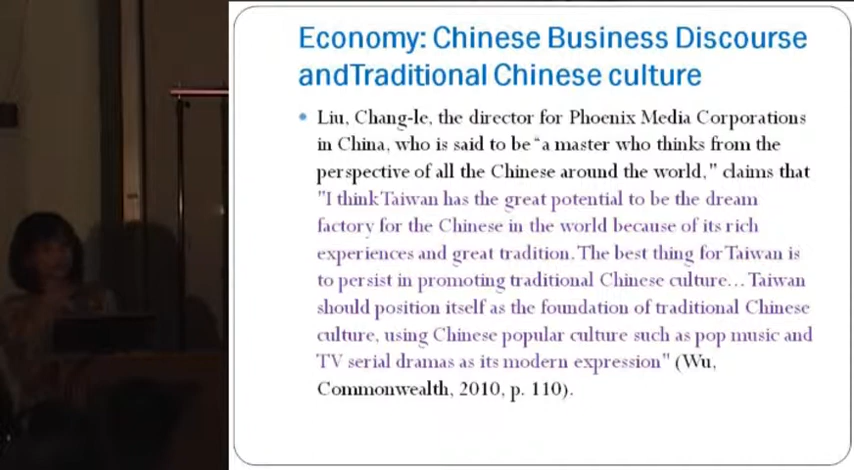 Economy: Chinese Business Discourse
andTraditional Chinese culture
• Liu, Chang-le, the director for Phoenix Media Corporations
in China, who is said to be "a master who thinks from the
perspective of all the Chinese around the world," claims that
"I think Taiwan has the great potential to be the dream
factory for the Chinese in the world because of its rich
experiences and great tradition. The best thing for Taiwan is
to persist in promoting traditional Chinese culture... Taiwan
should position itself as the foundation of traditional Chinese
culture, using Chinese popular culture such as pop music and
TV serial dramas as its modern expression" (Wu,
Commonwealth, 2010, p. 110).